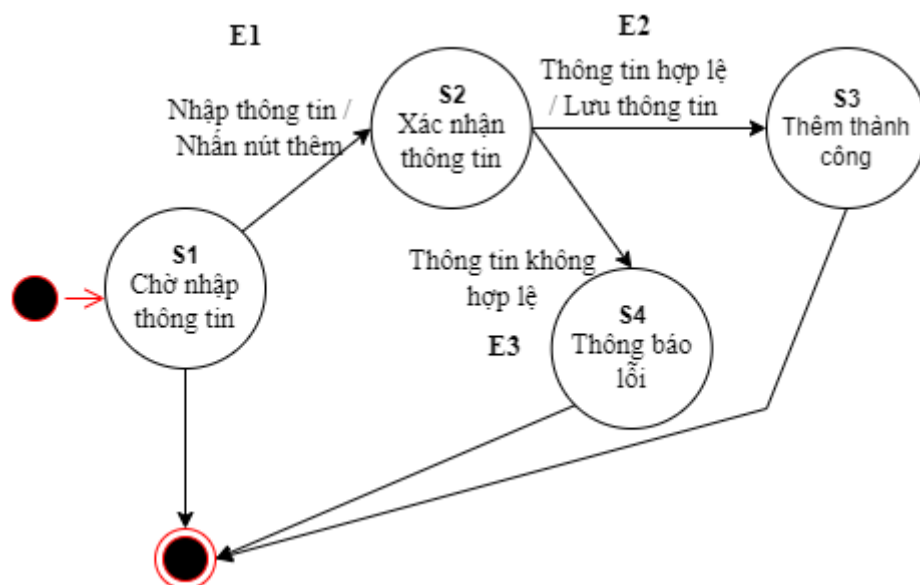 E1
E2
Nhập thông tin /
Nhấn nút thêm
S2
Xác nhận
thông tin
Thông tin hợp lệ
/ Lưu thông tin
S3
Thêm thành
công
S1
Chờ nhập
thông tin
Thông tin không
hợp lệ
E3
S4
Thông báo
lỗi